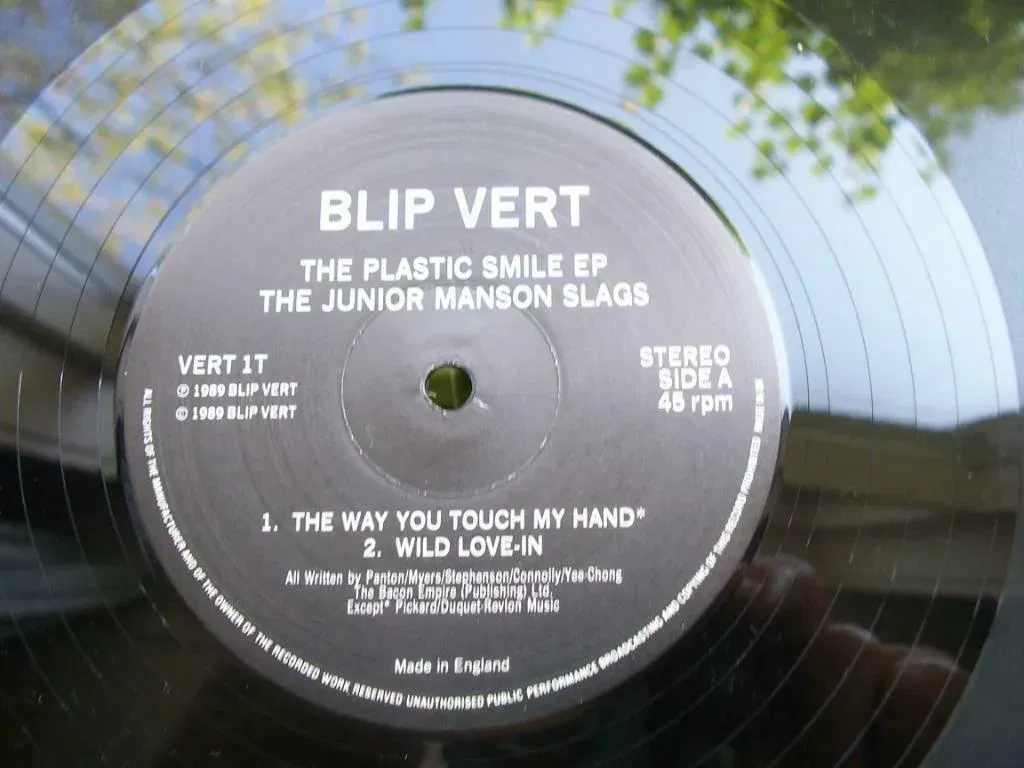 BLIP VERT
THE PLASTIC SMILE EP
THE JUNIOR MANSON SLAGS
VERT 1T
℗ 1989 BLIP VERT
© 1989 BLIP VERT
STEREO
SIDE A
45 rpm
1. THE WAY YOU TOUCH MY HAND*
2. WILD LOVE-IN
All Written by Panton/Myers/Stephenson/Connolly/Yee-Chong
The Bacon Empire (Publishing) Ltd.
Except* Pickard/Duquet-Revlon Music
Made in England
ALL RIGHTS OF THE MANUFACTURER AND OF THE OWNER OF THE RECORDED WORK RESERVED UNAUTHORISED PUBLIC PERFORMANCE BROADCASTING AND COPYING OF THIS RECORD PROHIBITED